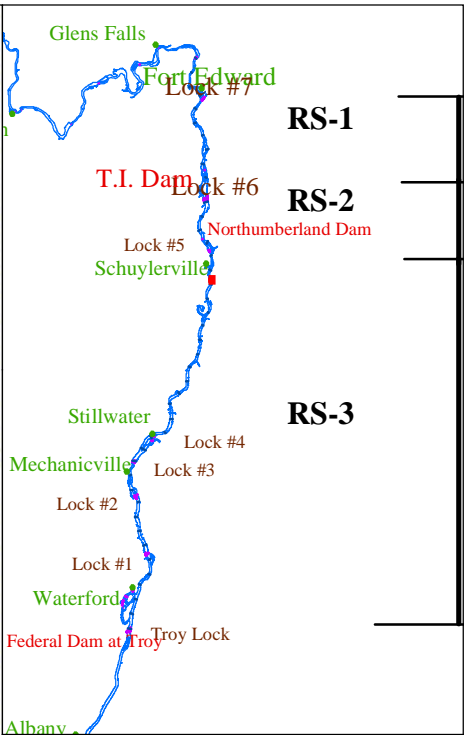 Glens Falls
Fort Edward
Lock #7
RS-1
T.I. Dam
Lock #6
RS-2
Northumberland Dam
Lock #5
Schuylerville
RS-3
Stillwater
Lock #4
Mechanicville
Lock #3
Lock #2
Lock #1
Waterford
Troy Lock
Federal Dam at Troy
Albany